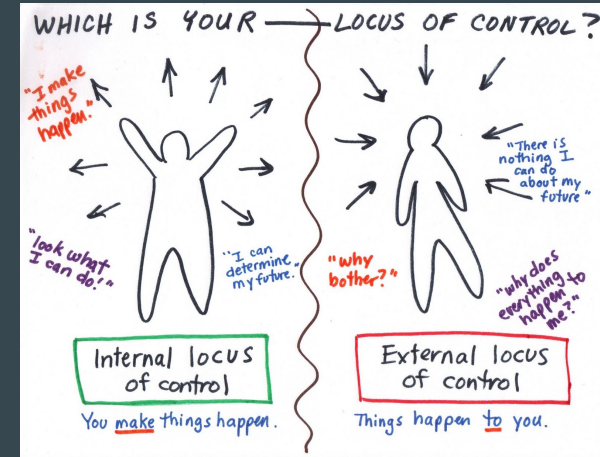 WHICH IS YOUR LOCUS OF CONTROL?
"I make
things
happen."
"look what
I can do!"
"I can
determine
my future.
Internal locus
of control
You make things happen.
"There is
nothing I
can do
about my
future"
"why
bother?"
"why does
everything
happen to
me?"
External locus
of control
Things happen to you.